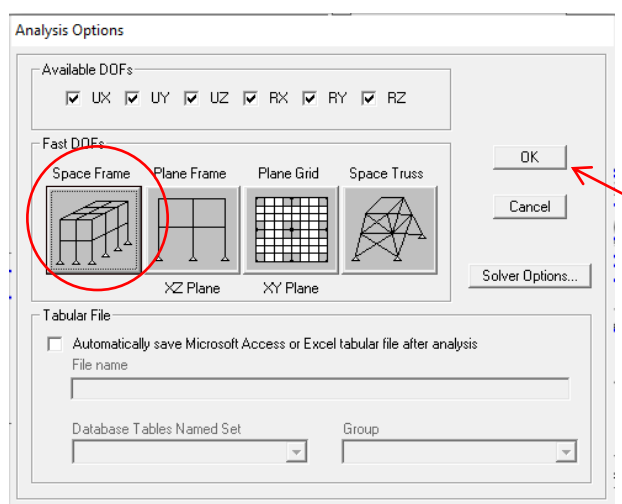 Analysis Options
Available DOFs
UX UY UZ RX RY RZ
Fast DOFs
Space Frame Plane Frame Plane Grid Space Truss
XZ Plane XY Plane
OK
Cancel
Solver Options...
Tabular File
Automatically save Microsoft Access or Excel tabular file after analysis
File name
Database Tables Named Set Group